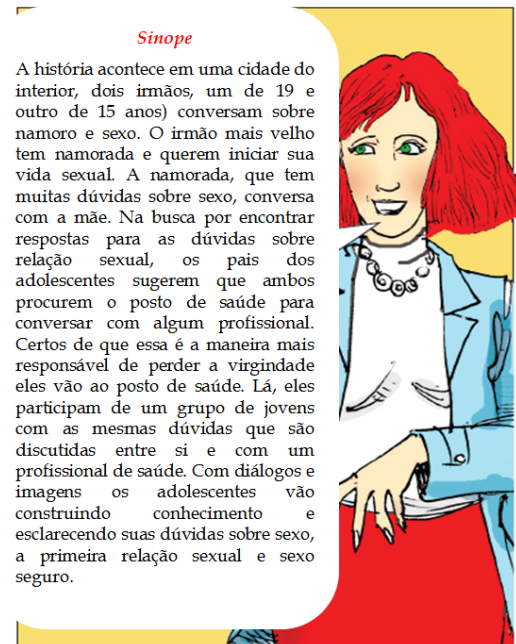 Sinope
A história acontece em uma cidade do
interior, dois irmãos, um de 19 e
outro de 15 anos) conversam sobre
namoro e sexo. O irmão mais velho
tem namorada e querem iniciar sua
vida sexual. A namorada, que tem
muitas dúvidas sobre sexo, conversa
com a mãe. Na busca por encontrar
respostas para as dúvidas sobre
relação sexual, os pais dos
adolescentes sugerem que ambos
procurem o posto de saúde para
conversar com algum profissional.
Certos de que essa é a maneira mais
responsável de perder a virgindade
eles vão ao posto de saúde. Lá, eles
participam de um grupo de jovens
com as mesmas dúvidas que são
discutidas entre si e com um
profissional de saúde. Com diálogos e
imagens os adolescentes vão
construindo conhecimento e
esclarecendo suas dúvidas sobre sexo,
a primeira relação sexual e sexo
seguro.